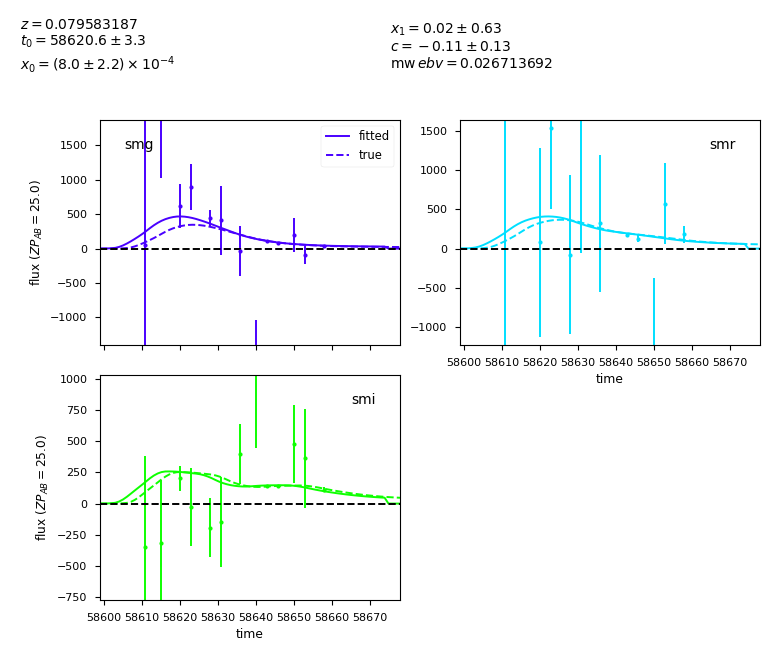 z = 0.079583187
t₀ = 58620.6 ± 3.3
x₀ = (8.0 ± 2.2) × 10⁻⁴
x₁ = 0.02 ± 0.63
c = −0.11 ± 0.13
mw ebv = 0.026713692
smg
fitted
true
1500
1000
500
0
−500
−1000
flux (ZP_AB = 25.0)
smr
1500
1000
500
0
−500
−1000
58600 58610 58620 58630 58640 58650 58660 58670
time
smi
1000
750
500
250
0
−250
−500
−750
flux (ZP_AB = 25.0)
58600 58610 58620 58630 58640 58650 58660 58670
time